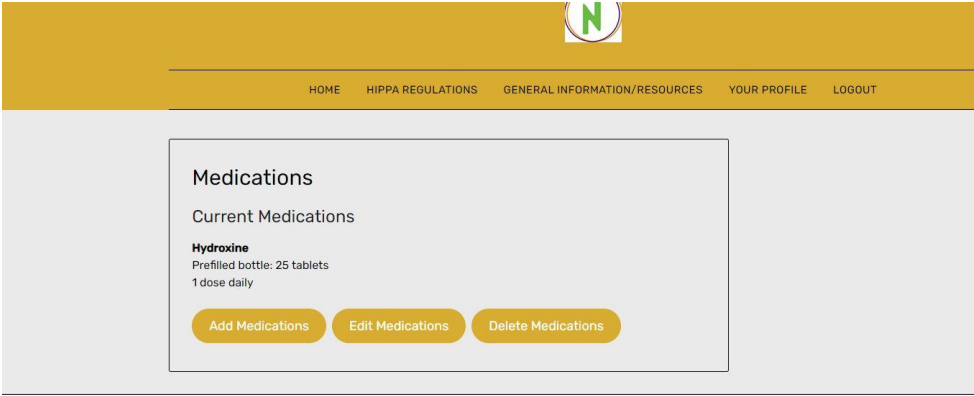 N
HOME HIPPA REGULATIONS GENERAL INFORMATION/RESOURCES YOUR PROFILE LOGOUT
Medications
Current Medications
Hydroxine
Prefilled bottle: 25 tablets
1 dose daily
Add Medications Edit Medications Delete Medications